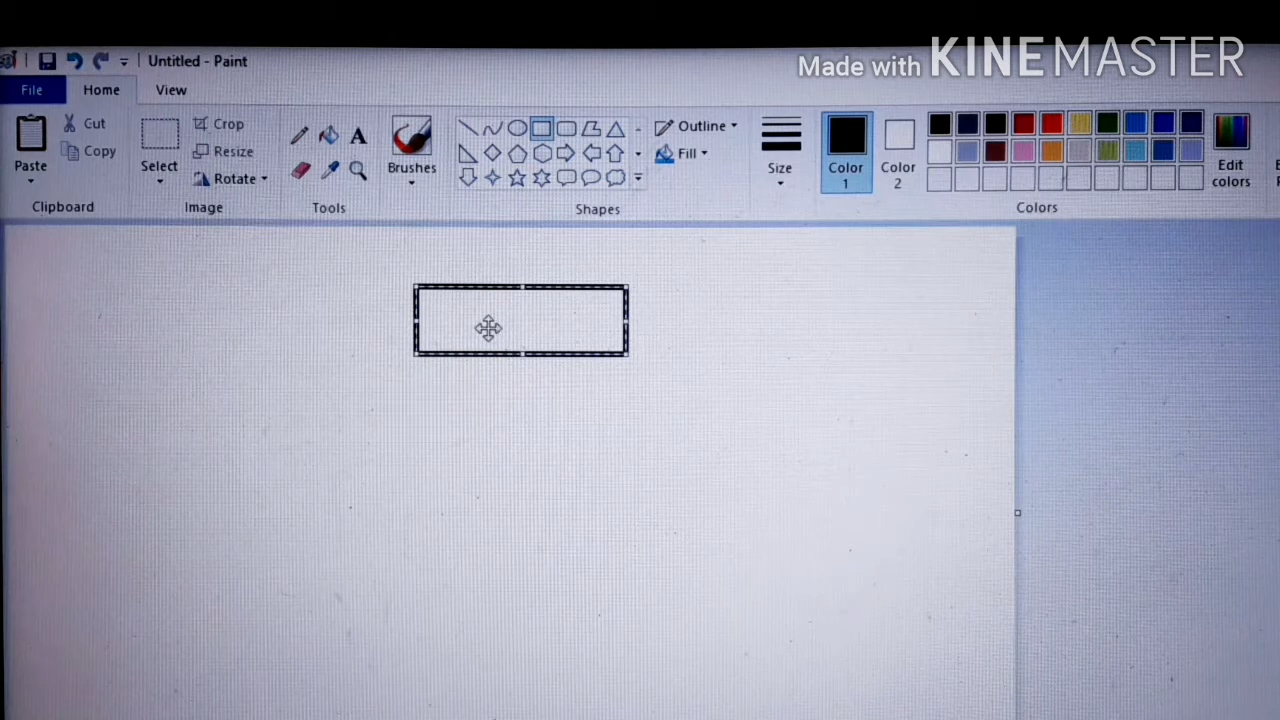 Made with KINEMASTER
Untitled - Paint
File Home View
Paste
Cut
Copy
Clipboard
Select
Crop
Resize
Rotate
Image
A
Tools
Brushes
Outline
Fill
Shapes
Size
Color 1
Color 2
Edit colors
Colors